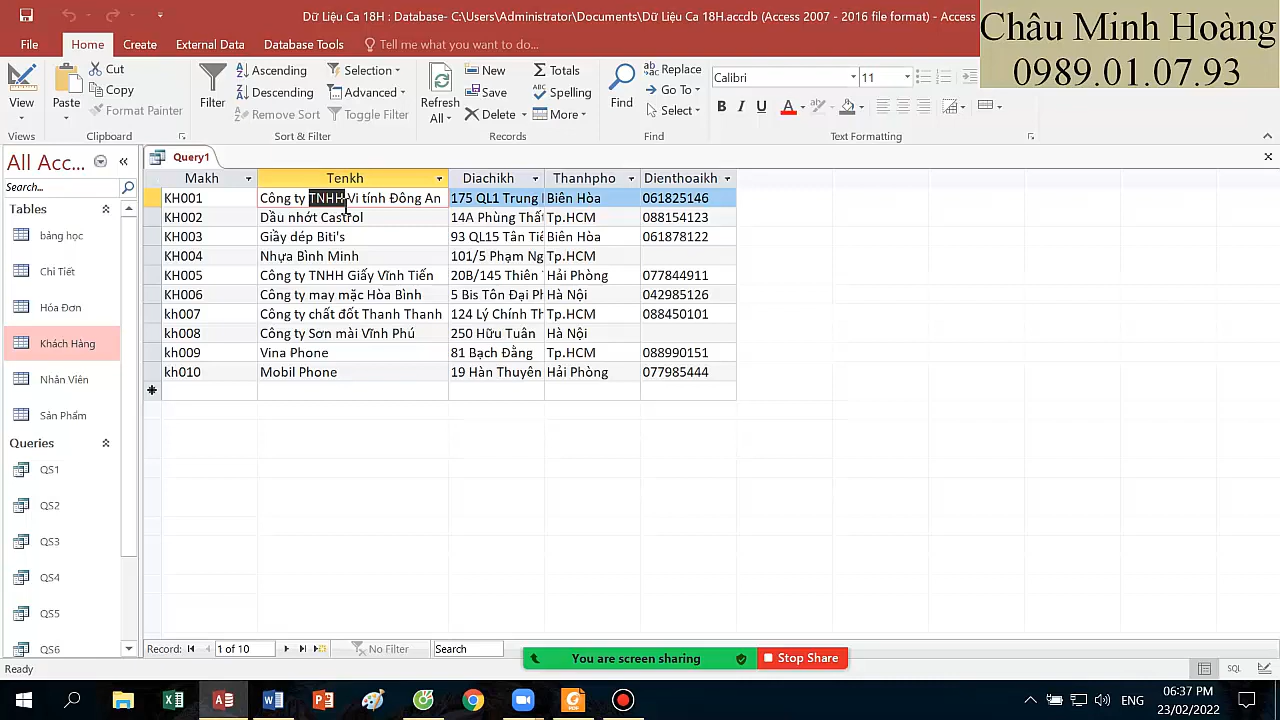 Dữ Liệu Ca 18H : Database- C:\Users\Administrator\Documents\Dữ Liệu Ca 18H.accdb (Access 2007 - 2016 file format) - Access
Châu Minh Hoàng
0989.01.07.93
File Home Create External Data Database Tools Tell me what you want to do...
View
Views
Paste
Cut
Copy
Format Painter
Clipboard
Filter
Ascending
Descending
Remove Sort
Selection
Advanced
Toggle Filter
Sort & Filter
Refresh
All
New
Save
Delete
Totals
Spelling
More
Records
Find
Replace
Go To
Select
Find
Calibri 11
B I U A
Text Formatting
All Acc...
Search...
Tables
bảng học
Chi Tiết
Hóa Đơn
Khách Hàng
Nhân Viên
Sản Phẩm
Queries
QS1
QS2
QS3
QS4
QS5
QS6
Query1
Makh Tenkh Diachikh Thanhpho Dienthoaikh
KH001 Công ty TNHH Vi tính Đông An 175 QL1 Trung Biên Hòa 061825146
KH002 Dầu nhớt Castrol 14A Phùng Thấ Tp.HCM 088154123
KH003 Giầy dép Biti's 93 QL15 Tân Tiế Biên Hòa 061878122
KH004 Nhựa Bình Minh 101/5 Phạm Ng Tp.HCM
KH005 Công ty TNHH Giấy Vĩnh Tiến 20B/145 Thiên Hải Phòng 077844911
KH006 Công ty may mặc Hòa Bình 5 Bis Tôn Đại Ph Hà Nội 042985126
kh007 Công ty chất đốt Thanh Thanh 124 Lý Chính Th Tp.HCM 088450101
kh008 Công ty Sơn mài Vĩnh Phú 250 Hữu Tuân Hà Nội
kh009 Vina Phone 81 Bạch Đằng Tp.HCM 088990151
kh010 Mobil Phone 19 Hàn Thuyên Hải Phòng 077985444
Record: 1 of 10 No Filter Search
You are screen sharing Stop Share
Ready
SQL
ENG
06:37 PM
23/02/2022